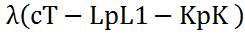 λ(cT − LpL1 − KpK )